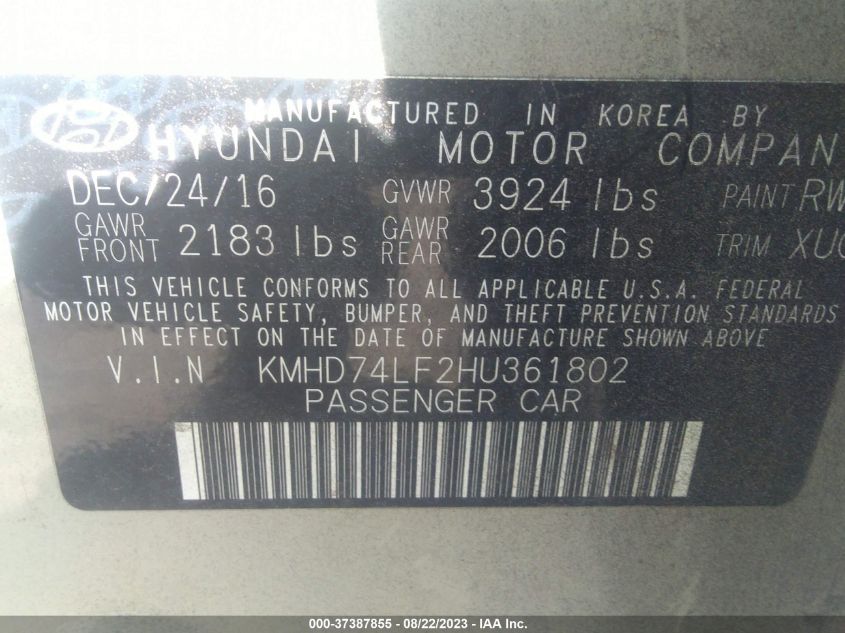 MANUFACTURED IN KOREA BY
HYUNDAI MOTOR COMPAN
DEC/24/16 GVWR 3924 lbs PAINT RW
GAWR FRONT 2183 lbs GAWR REAR 2006 lbs TRIM XUG
THIS VEHICLE CONFORMS TO ALL APPLICABLE U.S.A. FEDERAL
MOTOR VEHICLE SAFETY, BUMPER, AND THEFT PREVENTION STANDARDS
IN EFFECT ON THE DATE OF MANUFACTURE SHOWN ABOVE
V.I.N KMHD74LF2HU361802
PASSENGER CAR
000-37387855 - 08/22/2023 - IAA Inc.